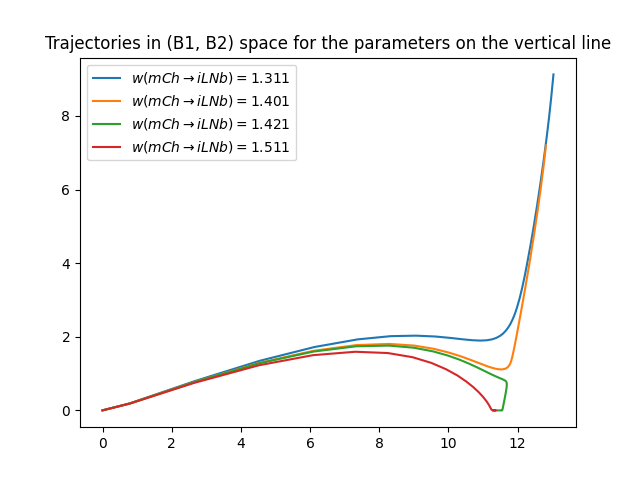 Trajectories in (B1, B2) space for the parameters on the vertical line
w(mCh → iLNb) = 1.311
w(mCh → iLNb) = 1.401
w(mCh → iLNb) = 1.421
w(mCh → iLNb) = 1.511
8
6
4
2
0
0 2 4 6 8 10 12